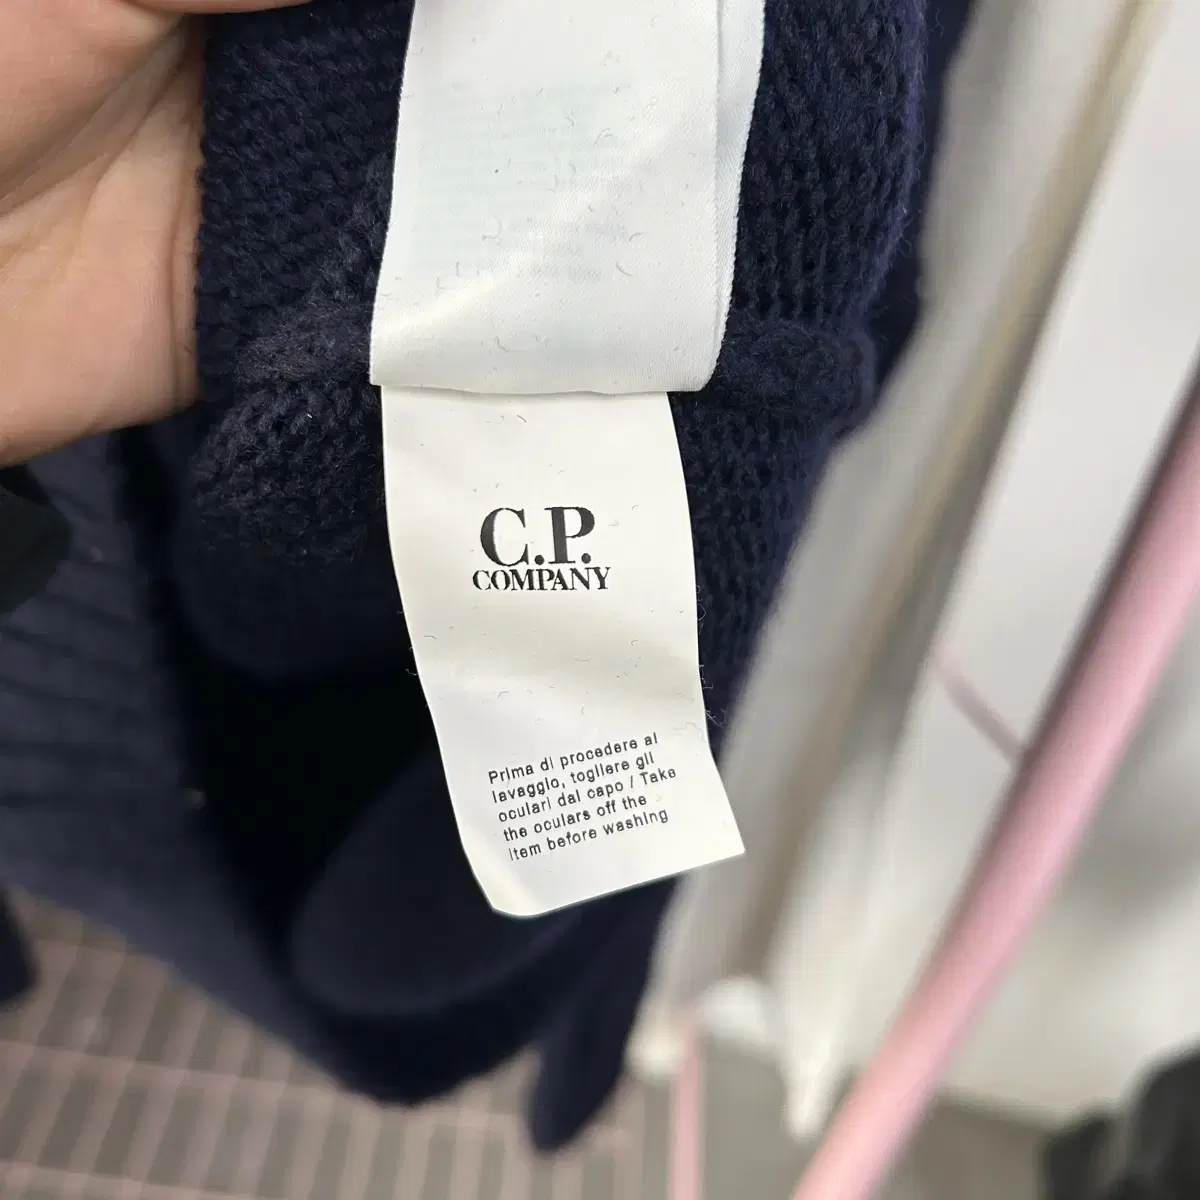 C.P.
COMPANY
Prima di procedere al
lavaggio, togliere gli
oculari dal capo / Take
the oculars off the
item before washing